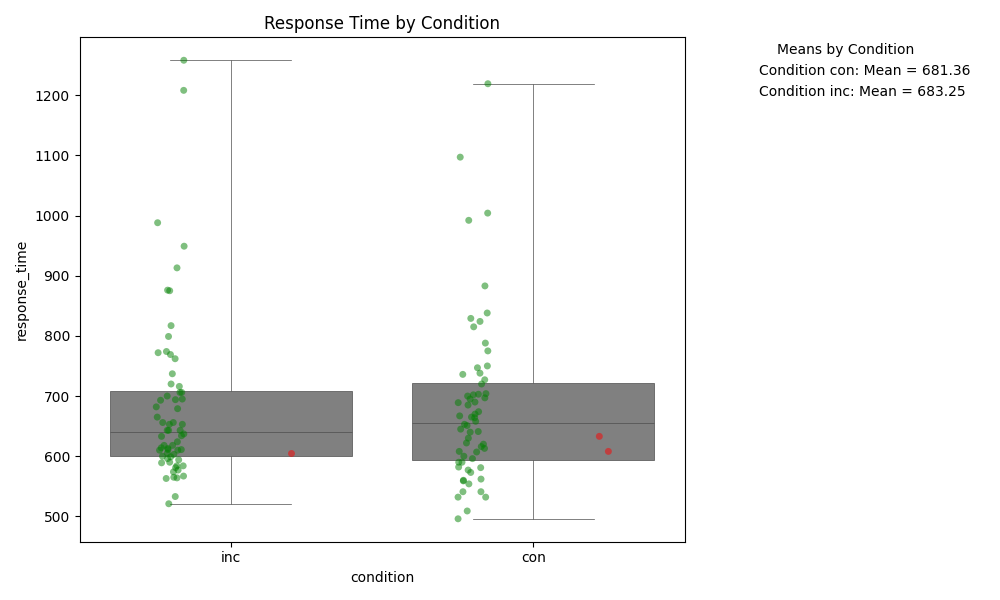 Response Time by Condition
Means by Condition
Condition con: Mean = 681.36
Condition inc: Mean = 683.25
response_time
1200
1100
1000
900
800
700
600
500
inc
con
condition